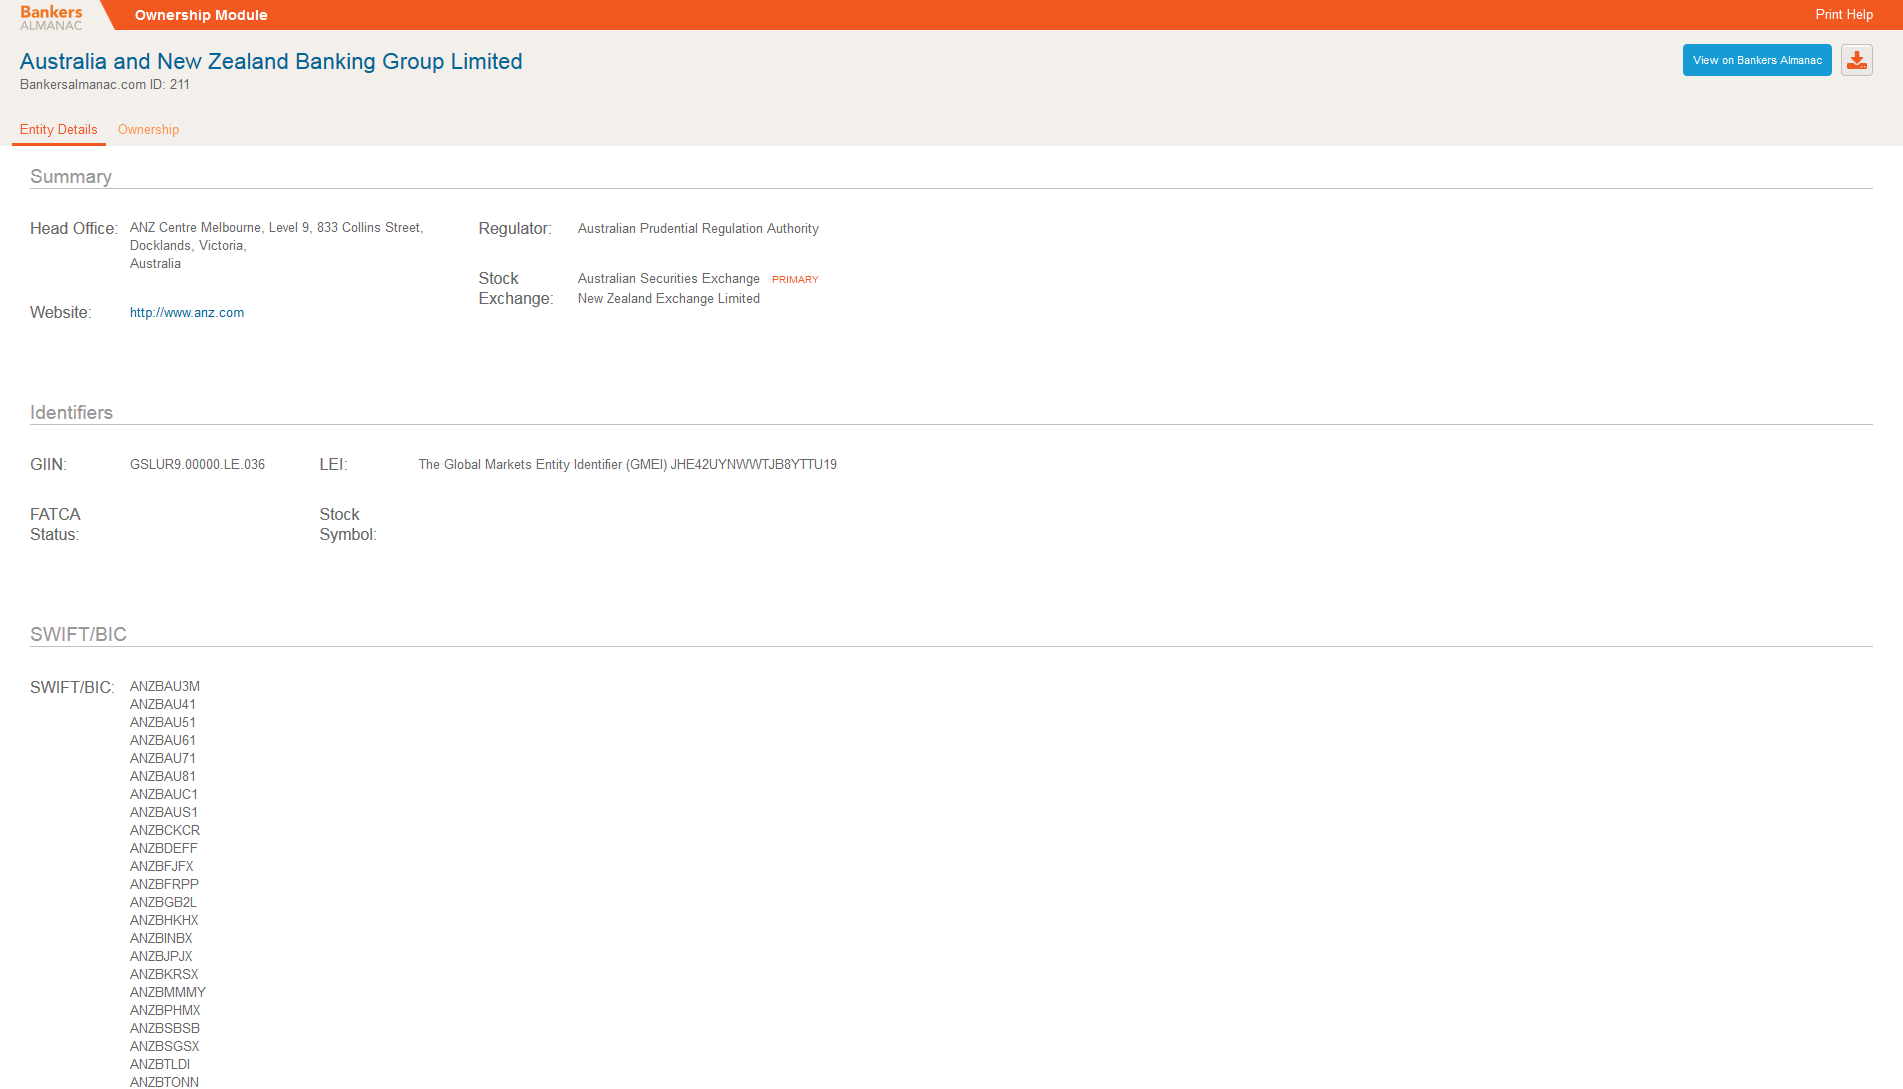 Bankers
ALMANAC
Ownership Module
Print Help
Australia and New Zealand Banking Group Limited
Bankersalmanac.com ID: 211
View on Bankers Almanac
Entity Details Ownership
Summary
Head Office: ANZ Centre Melbourne, Level 9, 833 Collins Street,
Docklands, Victoria,
Australia
Website: http://www.anz.com
Regulator: Australian Prudential Regulation Authority
Stock Australian Securities Exchange PRIMARY
Exchange: New Zealand Exchange Limited
Identifiers
GIIN: GSLUR9.00000.LE.036 LEI: The Global Markets Entity Identifier (GMEI) JHE42UYNWWTJB8YTTU19
FATCA
Status:
Stock
Symbol:
SWIFT/BIC
SWIFT/BIC: ANZBAU3M
ANZBAU41
ANZBAU51
ANZBAU61
ANZBAU71
ANZBAU81
ANZBAUC1
ANZBAUS1
ANZBCKCR
ANZBDEFF
ANZBFJFX
ANZBFRPP
ANZBGB2L
ANZBHKHX
ANZBINBX
ANZBJPJX
ANZBKRSX
ANZBMMMY
ANZBPHMX
ANZBSBSB
ANZBSGSX
ANZBTLDI
ANZBTONN